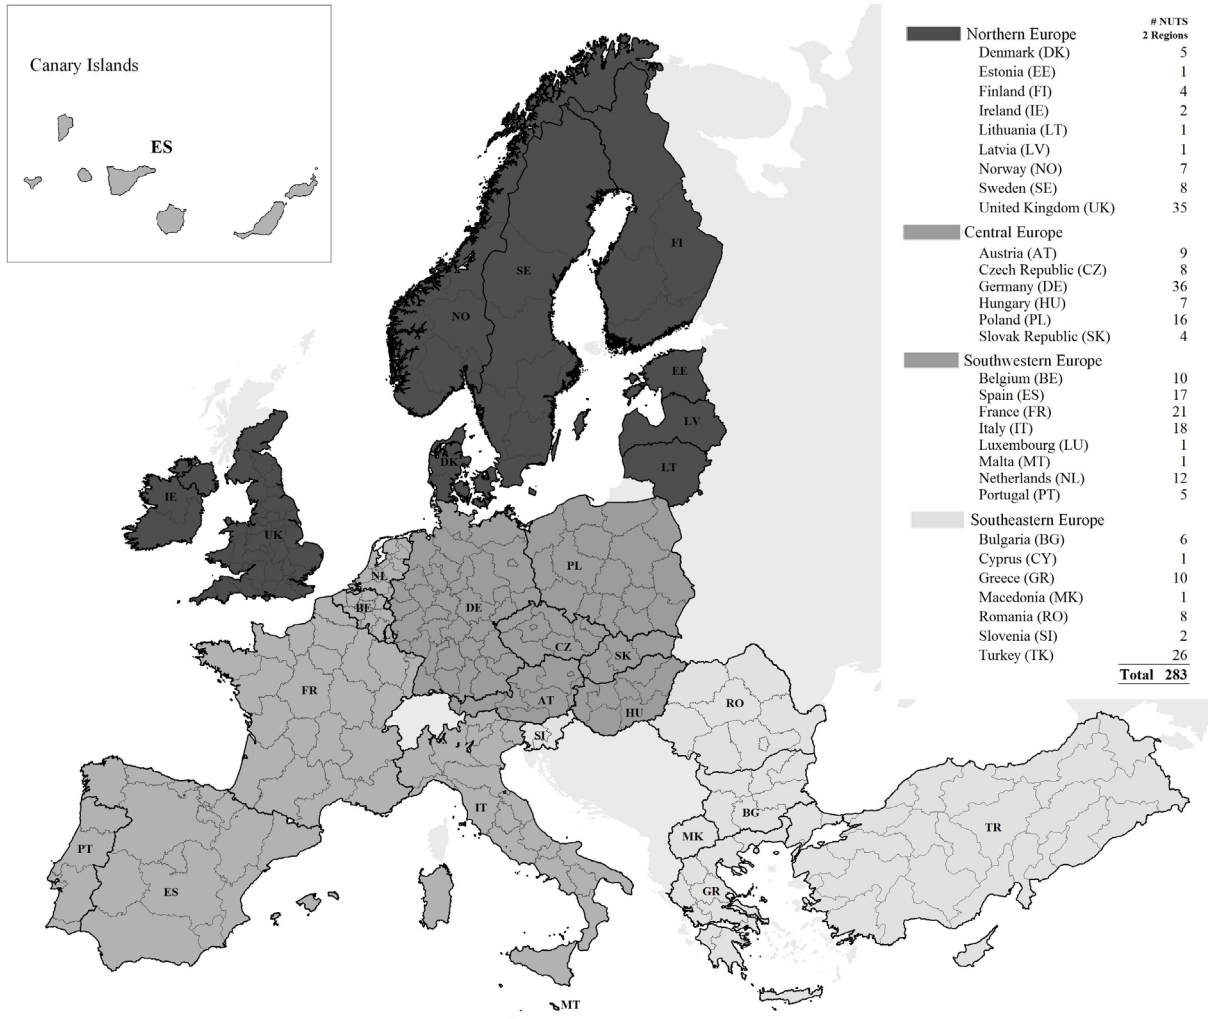 Canary Islands
ES
# NUTS
2 Regions
Northern Europe
Denmark (DK) 5
Estonia (EE) 1
Finland (FI) 4
Ireland (IE) 2
Lithuania (LT) 1
Latvia (LV) 1
Norway (NO) 7
Sweden (SE) 8
United Kingdom (UK) 35
Central Europe
Austria (AT) 9
Czech Republic (CZ) 8
Germany (DE) 36
Hungary (HU) 7
Poland (PL) 16
Slovak Republic (SK) 4
Southwestern Europe
Belgium (BE) 10
Spain (ES) 17
France (FR) 21
Italy (IT) 18
Luxembourg (LU) 1
Malta (MT) 1
Netherlands (NL) 12
Portugal (PT) 5
Southeastern Europe
Bulgaria (BG) 6
Cyprus (CY) 1
Greece (GR) 10
Macedonia (MK) 1
Romania (RO) 8
Slovenia (SI) 2
Turkey (TK) 26
Total 283
FI
SE
NO
EE
LV
DK
LT
IE
UK
PL
NL
BE
DE
LU
CZ
SK
FR
AT
HU
RO
SI
IT
BG
TR
MK
PT
ES
GR
MT